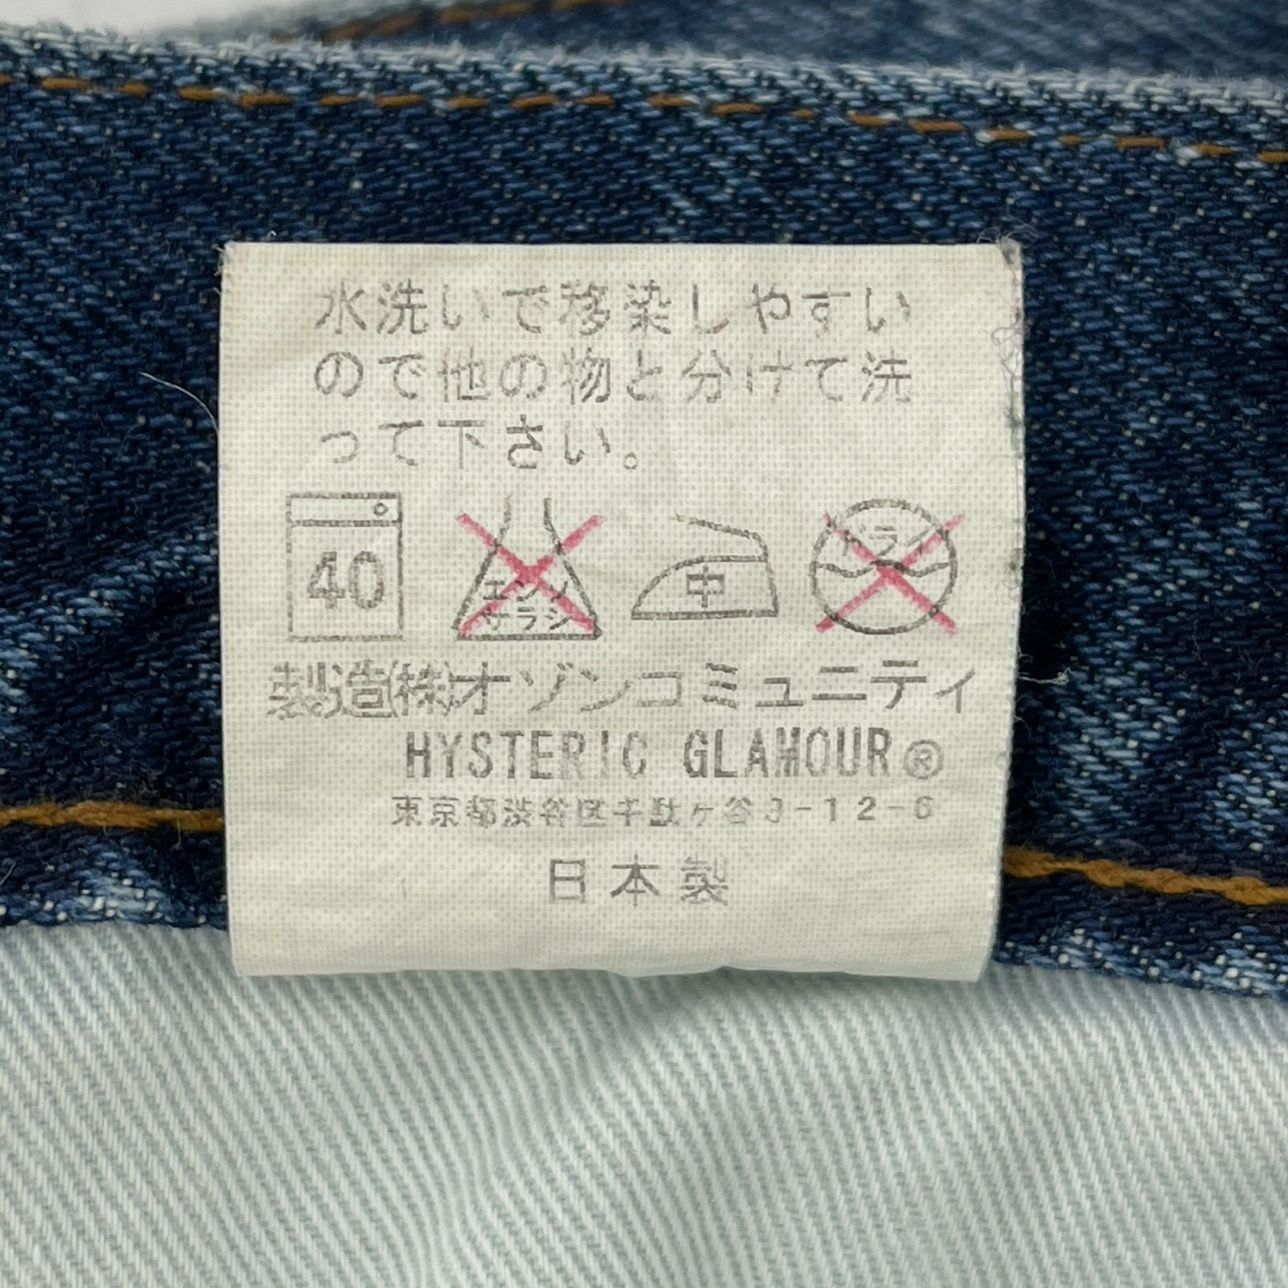 水洗いで移染しやすい
ので他の物と分けて洗
って下さい。
40
エンソ
サラシ
中
ドライ
製造(株)オゾンコミュニティ
HYSTERIC GLAMOUR®
東京都渋谷区千駄ヶ谷3-12-6
日本製